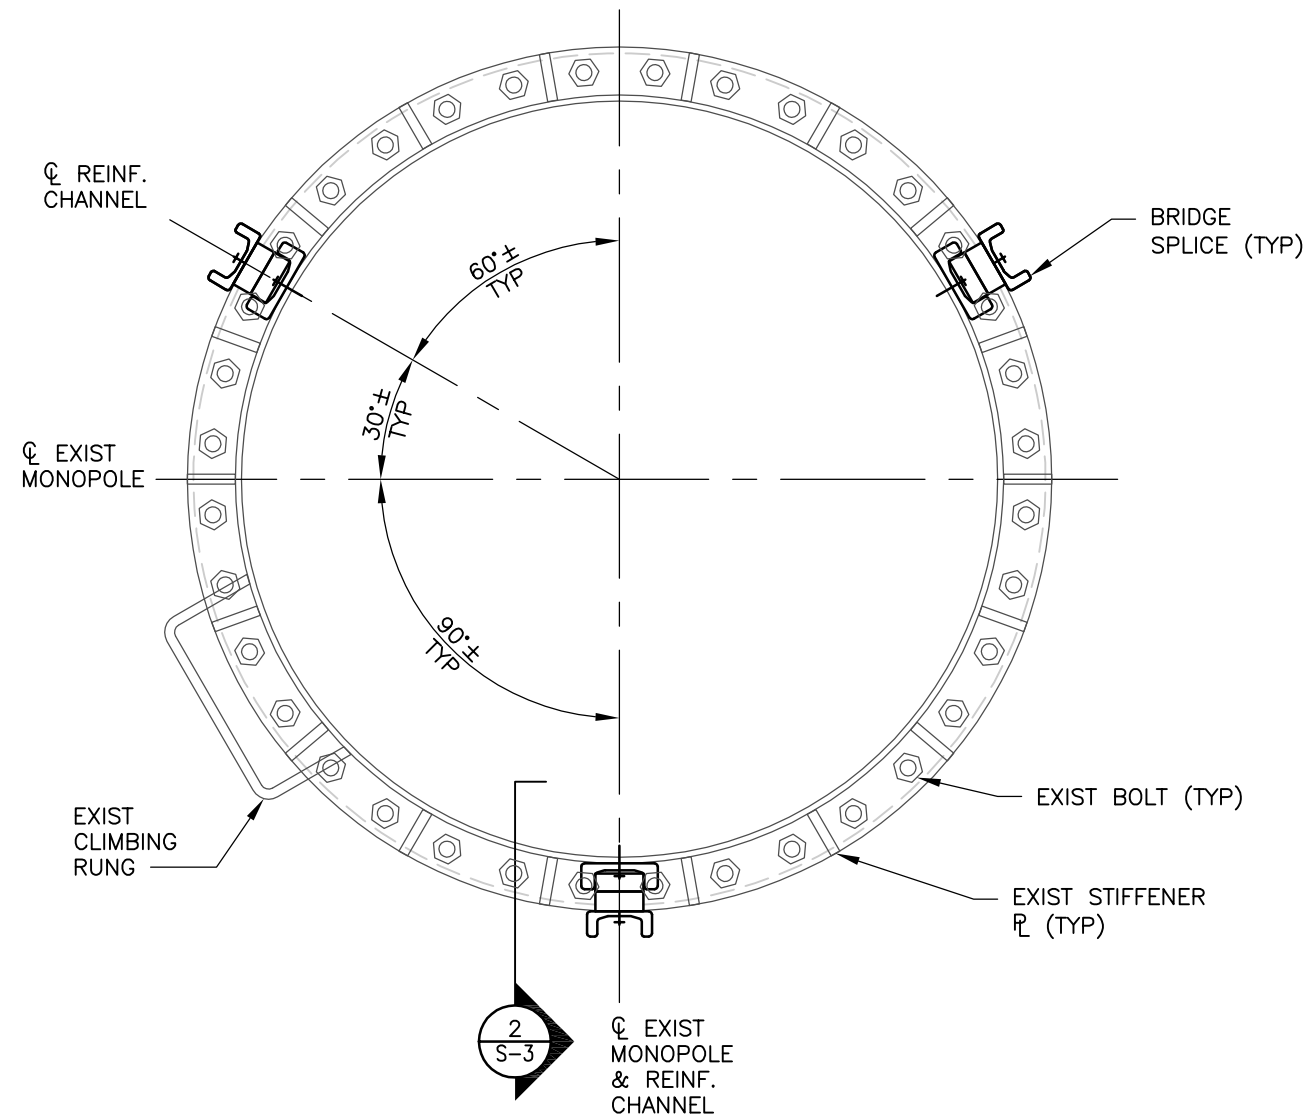 ℄ REINF.
CHANNEL
BRIDGE
SPLICE (TYP)
60°±
TYP
30°±
TYP
℄ EXIST
MONOPOLE
90°±
TYP
EXIST BOLT (TYP)
EXIST
CLIMBING
RUNG
EXIST STIFFENER
PL (TYP)
2
S-3
℄ EXIST
MONOPOLE
& REINF.
CHANNEL